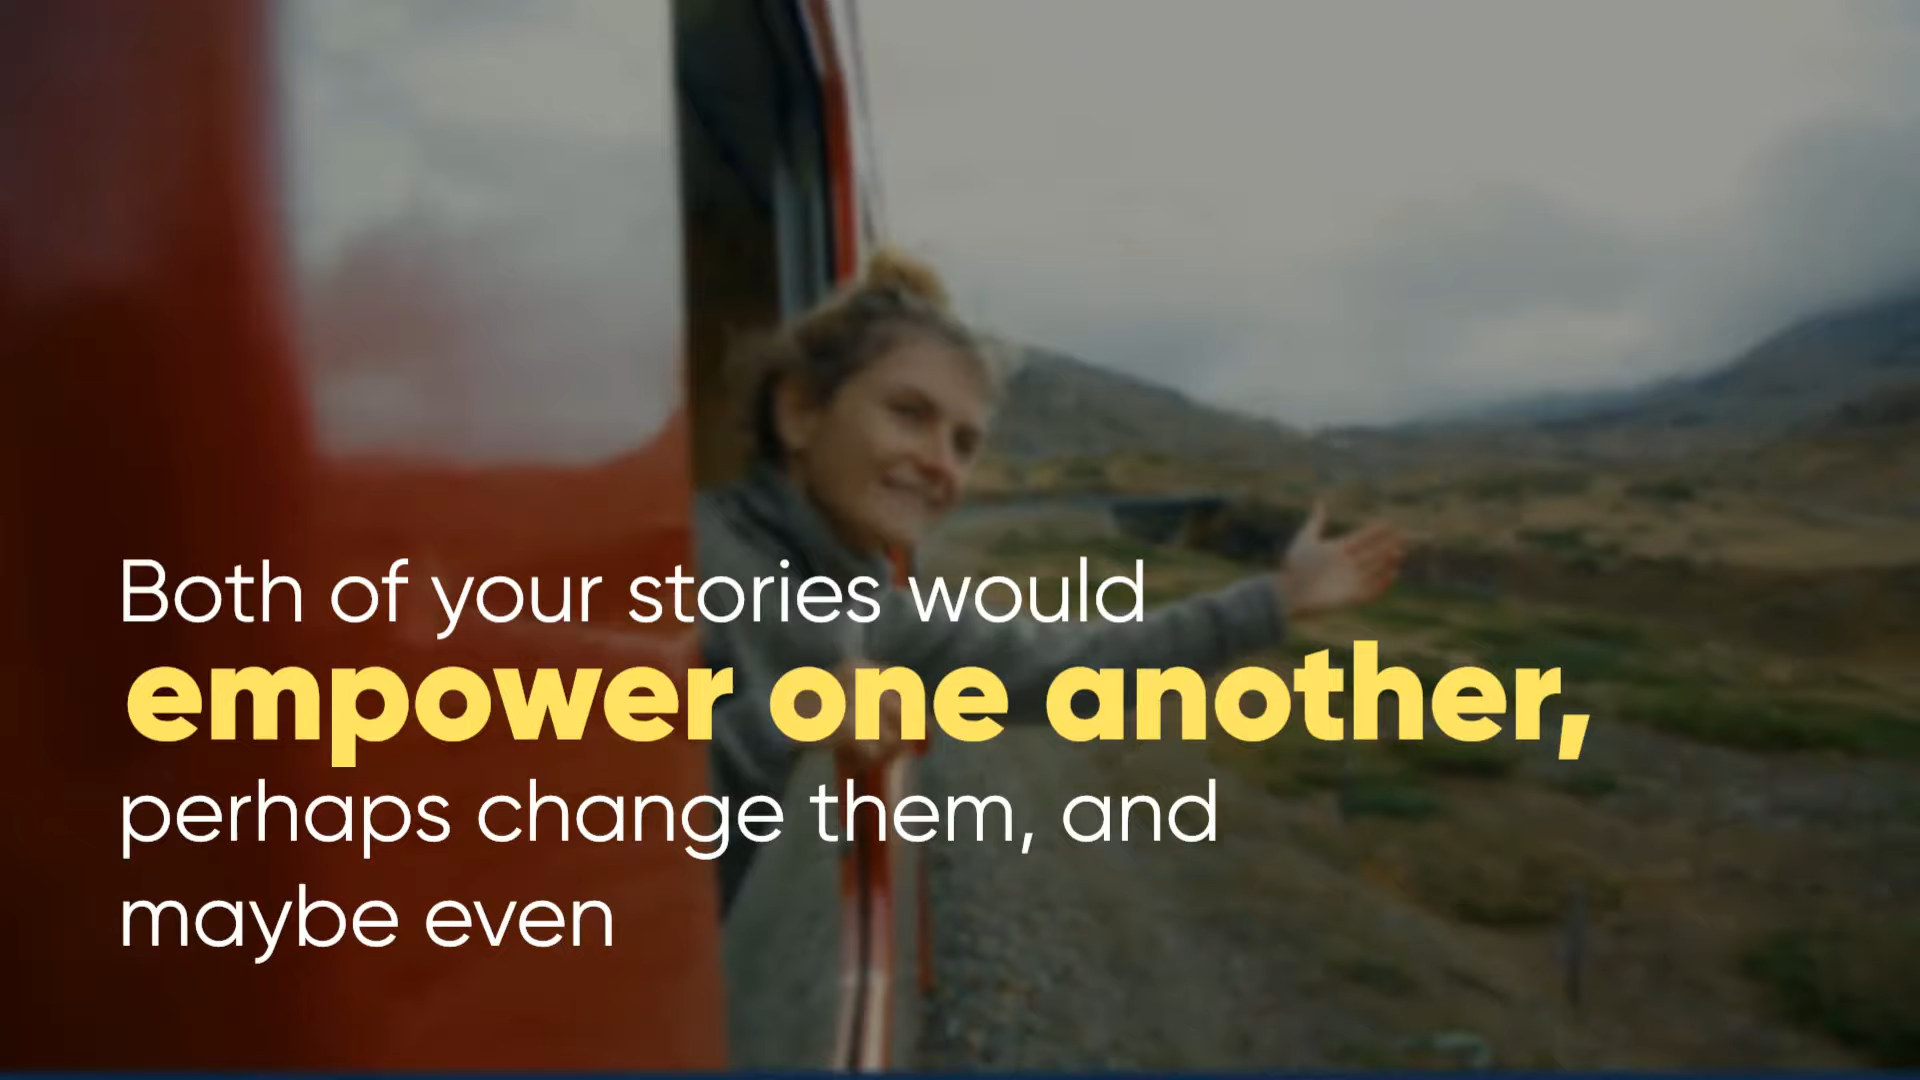 Both of your stories would
empower one another,
perhaps change them, and
maybe even